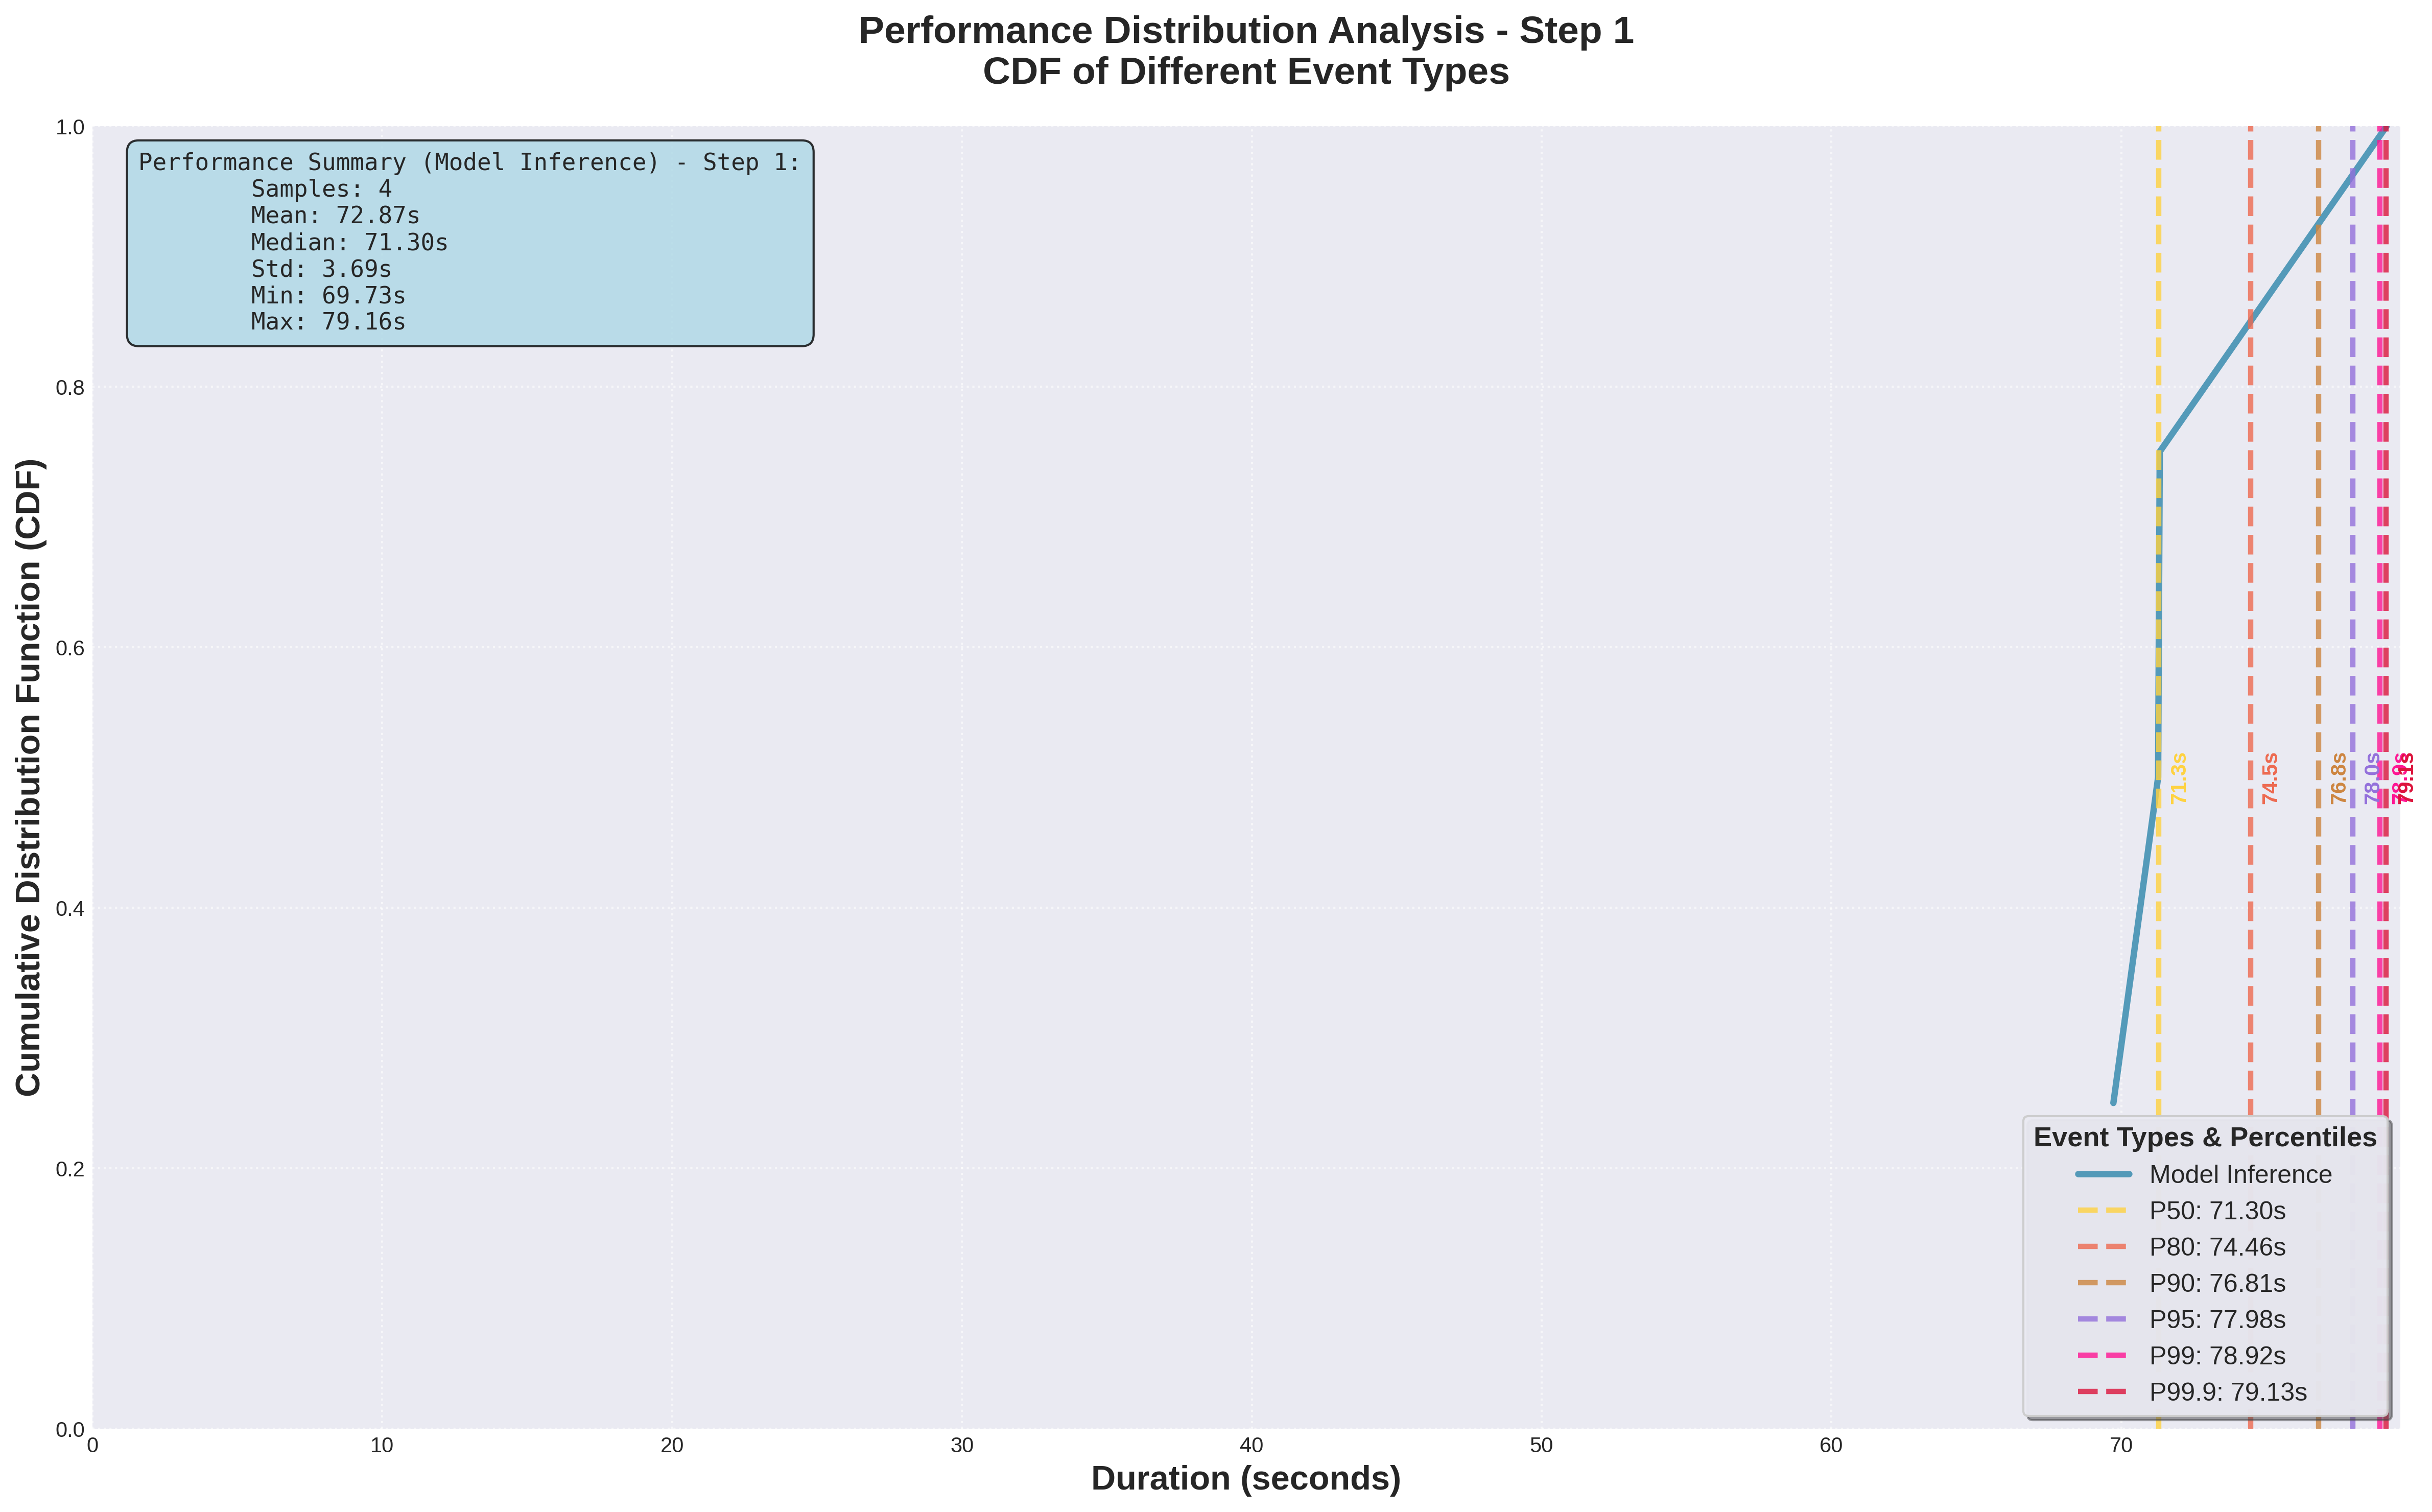 Performance Distribution Analysis - Step 1
CDF of Different Event Types
Performance Summary (Model Inference) - Step 1:
Samples: 4
Mean: 72.87s
Median: 71.30s
Std: 3.69s
Min: 69.73s
Max: 79.16s
Cumulative Distribution Function (CDF)
1.0
0.8
0.6
0.4
0.2
0.0
71.3s
74.5s
76.8s
78.0s
78.9s
79.1s
Event Types & Percentiles
Model Inference
P50: 71.30s
P80: 74.46s
P90: 76.81s
P95: 77.98s
P99: 78.92s
P99.9: 79.13s
0
10
20
30
40
50
60
70
Duration (seconds)